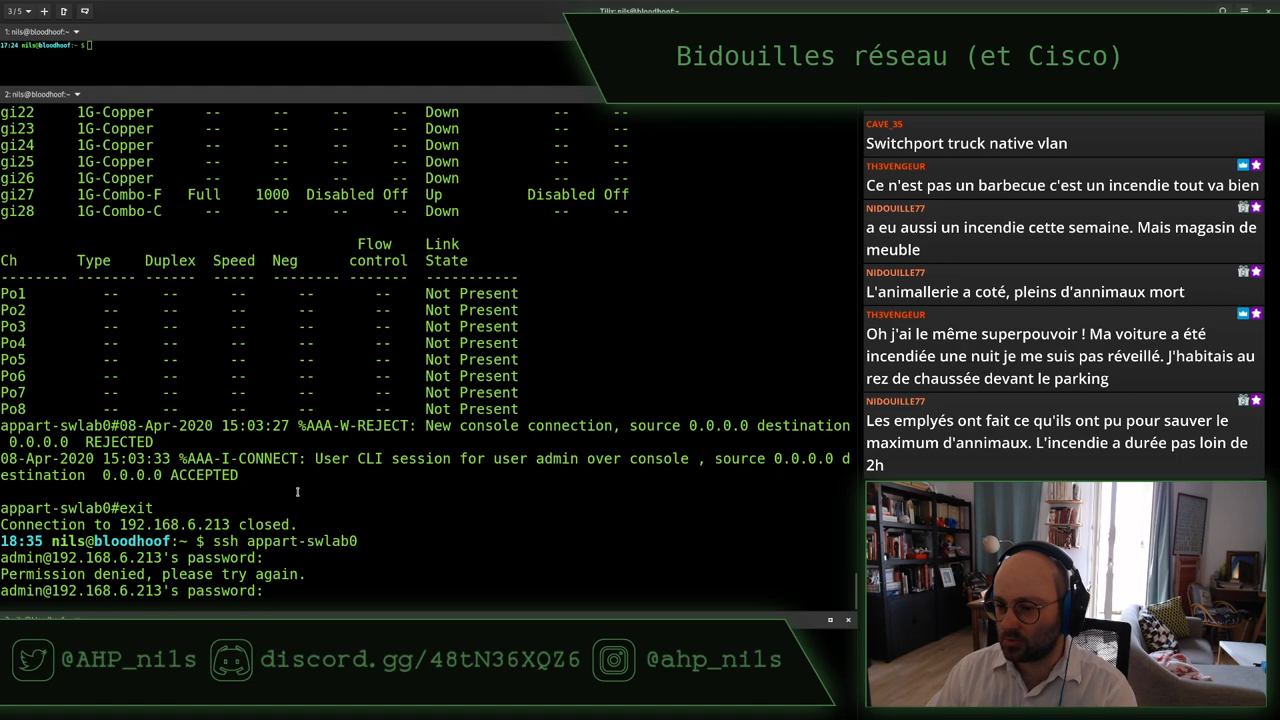 3 / 5
Tilix: nils@bloodhoof:~
1: nils@bloodhoof:~
17:24 nils@bloodhoof:~ $
2: nils@bloodhoof:~
gi22 1G-Copper -- -- -- -- Down -- --
gi23 1G-Copper -- -- -- -- Down -- --
gi24 1G-Copper -- -- -- -- Down -- --
gi25 1G-Copper -- -- -- -- Down -- --
gi26 1G-Copper -- -- -- -- Down -- --
gi27 1G-Combo-F Full 1000 Disabled Off Up Disabled Off
gi28 1G-Combo-C -- -- -- -- Down -- --
Flow Link
Ch Type Duplex Speed Neg control State
-------- ------- ------ ----- -------- ------- -----------
Po1 -- -- -- -- -- Not Present
Po2 -- -- -- -- -- Not Present
Po3 -- -- -- -- -- Not Present
Po4 -- -- -- -- -- Not Present
Po5 -- -- -- -- -- Not Present
Po6 -- -- -- -- -- Not Present
Po7 -- -- -- -- -- Not Present
Po8 -- -- -- -- -- Not Present
appart-swlab0#08-Apr-2020 15:03:27 %AAA-W-REJECT: New console connection, source 0.0.0.0 destination
0.0.0.0 REJECTED
08-Apr-2020 15:03:33 %AAA-I-CONNECT: User CLI session for user admin over console , source 0.0.0.0 d
estination 0.0.0.0 ACCEPTED
appart-swlab0#exit
Connection to 192.168.6.213 closed.
18:35 nils@bloodhoof:~ $ ssh appart-swlab0
admin@192.168.6.213's password:
Permission denied, please try again.
admin@192.168.6.213's password:
Bidouilles réseau (et Cisco)
CAVE_35
Switchport truck native vlan
TH3VENGEUR
Ce n'est pas un barbecue c'est un incendie tout va bien
NIDOUILLE77
a eu aussi un incendie cette semaine. Mais magasin de
meuble
NIDOUILLE77
L'animallerie a coté, pleins d'annimaux mort
TH3VENGEUR
Oh j'ai le même superpouvoir ! Ma voiture a été
incendiée une nuit je me suis pas réveillé. J'habitais au
rez de chaussée devant le parking
NIDOUILLE77
Les emplyés ont fait ce qu'ils ont pu pour sauver le
maximum d'annimaux. L'incendie a durée pas loin de
2h
@AHP_nils
discord.gg/48tN36XQZ6
@ahp_nils